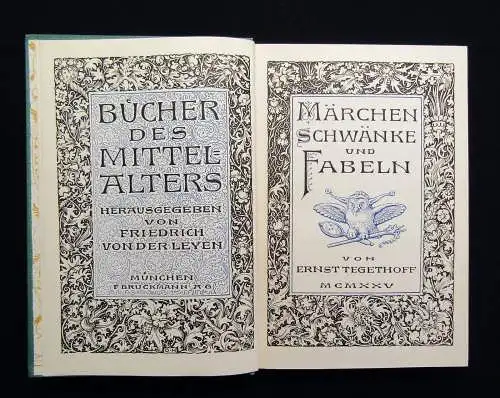 BÜCHER
DES
MITTEL-
ALTERS
HERAUSGEGEBEN
VON
FRIEDRICH
VON DER LEYEN
MÜNCHEN
F. BRUCKMANN A-G
MÄRCHEN
SCHWÄNKE
UND
FABELN
VON
ERNST TEGETHOFF
MCMXXV